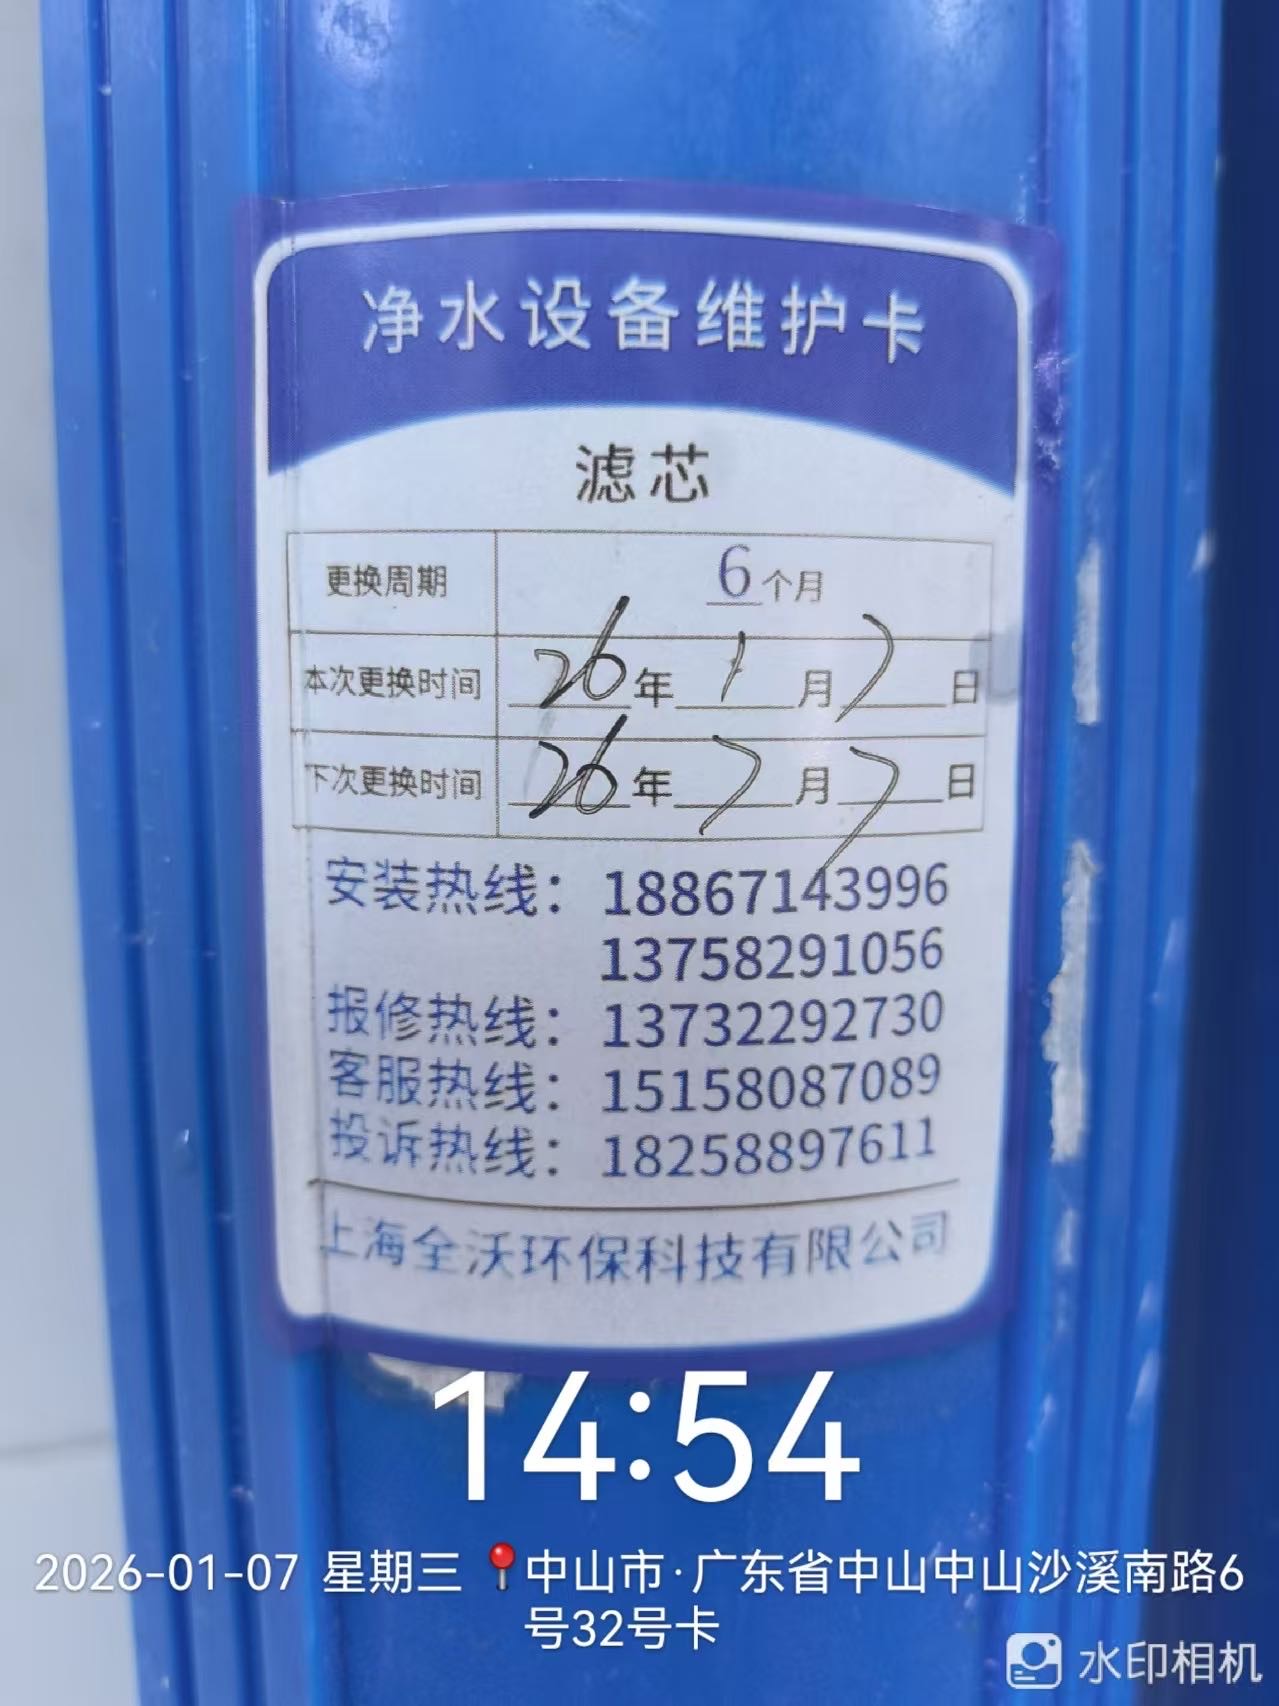 净水设备维护卡
滤芯
更换周期 6个月
本次更换时间 26年1月7日
下次更换时间 26年7月7日
安装热线：18867143996
13758291056
报修热线：13732292730
客服热线：15158087089
投诉热线：18258897611
上海全沃环保科技有限公司
14:54
2026-01-07 星期三 📍中山市·广东省中山中山沙溪南路6
号32号卡
水印相机